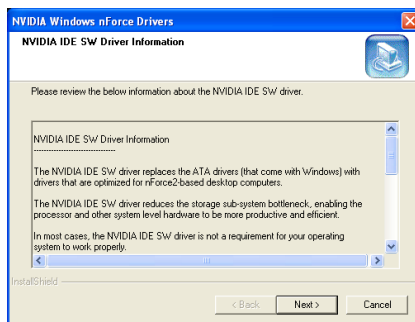 NVIDIA Windows nForce Drivers
NVIDIA IDE SW Driver Information
Please review the below information about the NVIDIA IDE SW driver.
NVIDIA IDE SW Driver Information
--------------------------------
The NVIDIA IDE SW driver replaces the ATA drivers (that come with Windows) with
drivers that are optimized for nForce2-based desktop computers.
The NVIDIA IDE SW driver reduces the storage sub-system bottleneck, enabling the
processor and other system level hardware to be more productive and efficient.
In most cases, the NVIDIA IDE SW driver is not a requirement for your operating
system to work properly.
InstallShield
< Back
Next >
Cancel